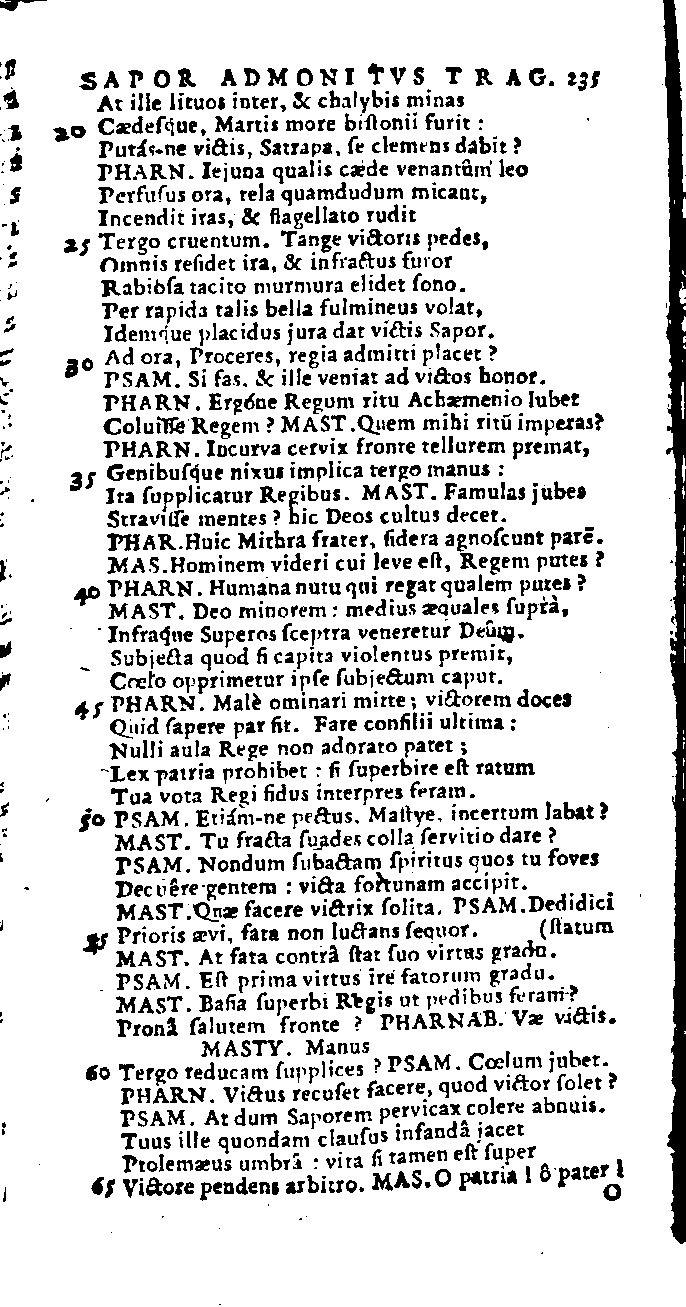 SAPOR ADMONITVS TRAG. 235
At ille lituos inter, & chalybis minas
20 Cædeſque, Martis more biſtonii furit :
Putáſ-ne victis, Satrapa, ſe clemens dabit ?
PHARN. Iejuna qualis cæde venantûm leo
Perfuſus ora, tela quamdudum micant,
Incendit iras, & flagellato rudit
25 Tergo cruentum. Tange victoris pedes,
Omnis reſidet ira, & infractus furor
Rabiòſa tacito murmura elidet ſono.
Per rapida talis bella fulmineus volat,
Idemque placidus jura dat victis Sapor.
30 Ad ora, Proceres, regia admitti placet ?
PSAM. Si fas, & ille veniat ad victos honor.
PHARN. Ergóne Regum ritu Achæmenio lubet
Coluiſſe Regem ? MAST.Quem mihi ritū imperas?
PHARN. Incurva cervix fronte tellurem premat,
35 Genibuſque nixus implica tergo manus :
Ita ſupplicatur Regibus. MAST. Famulas jubes
Straviſſe mentes ? hic Deos cultus decet.
PHAR.Huic Mithra frater, ſidera agnoſcunt parē.
MAS.Hominem videri cui leve eſt, Regem putes ?
40 PHARN. Humana nutu qui regat qualem putes ?
MAST. Deo minorem : medius æquales ſuprà,
Infraque Superos ſceptra veneretur Deûm.
Subjecta quod ſi capita violentus premit,
Cœlo opprimetur ipſe ſubjectum caput.
45 PHARN. Malè ominari mitte ; victorem doces
Quid ſapere par ſit. Fare conſilii ultima :
Nulli aula Rege non adorato patet ;
Lex patria prohibet : ſi ſuperbire eſt ratum
Tua vota Regi fidus interpres feram.
50 PSAM. Etiám-ne pectus, Maſtye, incertum labat ?
MAST. Tu fracta ſuades colla ſervitio dare ?
PSAM. Nondum ſubactam ſpiritus quos tu foves
Decuêre gentem : victa fortunam accipit.
MAST.Quæ facere victrix ſolita. PSAM.Dedidici
55 Prioris ævi, fata non luctans ſequor. (ſtatum
MAST. At fata contrà ſtat ſuo virtus gradu.
PSAM. Eſt prima virtus ire fatorum gradu.
MAST. Baſia ſuperbi Regis ut pedibus feram ?
Pronâ ſalutem fronte ? PHARNAB. Væ victis.
MASTY. Manus
60 Tergo reducam ſupplices ? PSAM. Cœlum jubet.
PHARN. Victus recuſet facere, quod victor ſolet ?
PSAM. At dum Saporem pervicax colere abnuis.
Tuus ille quondam clauſus infandâ jacet
Ptolemæus umbrâ : vita ſi tamen eſt ſuper
65 Victore pendens arbitro. MAS.O patria ! ô pater !
O